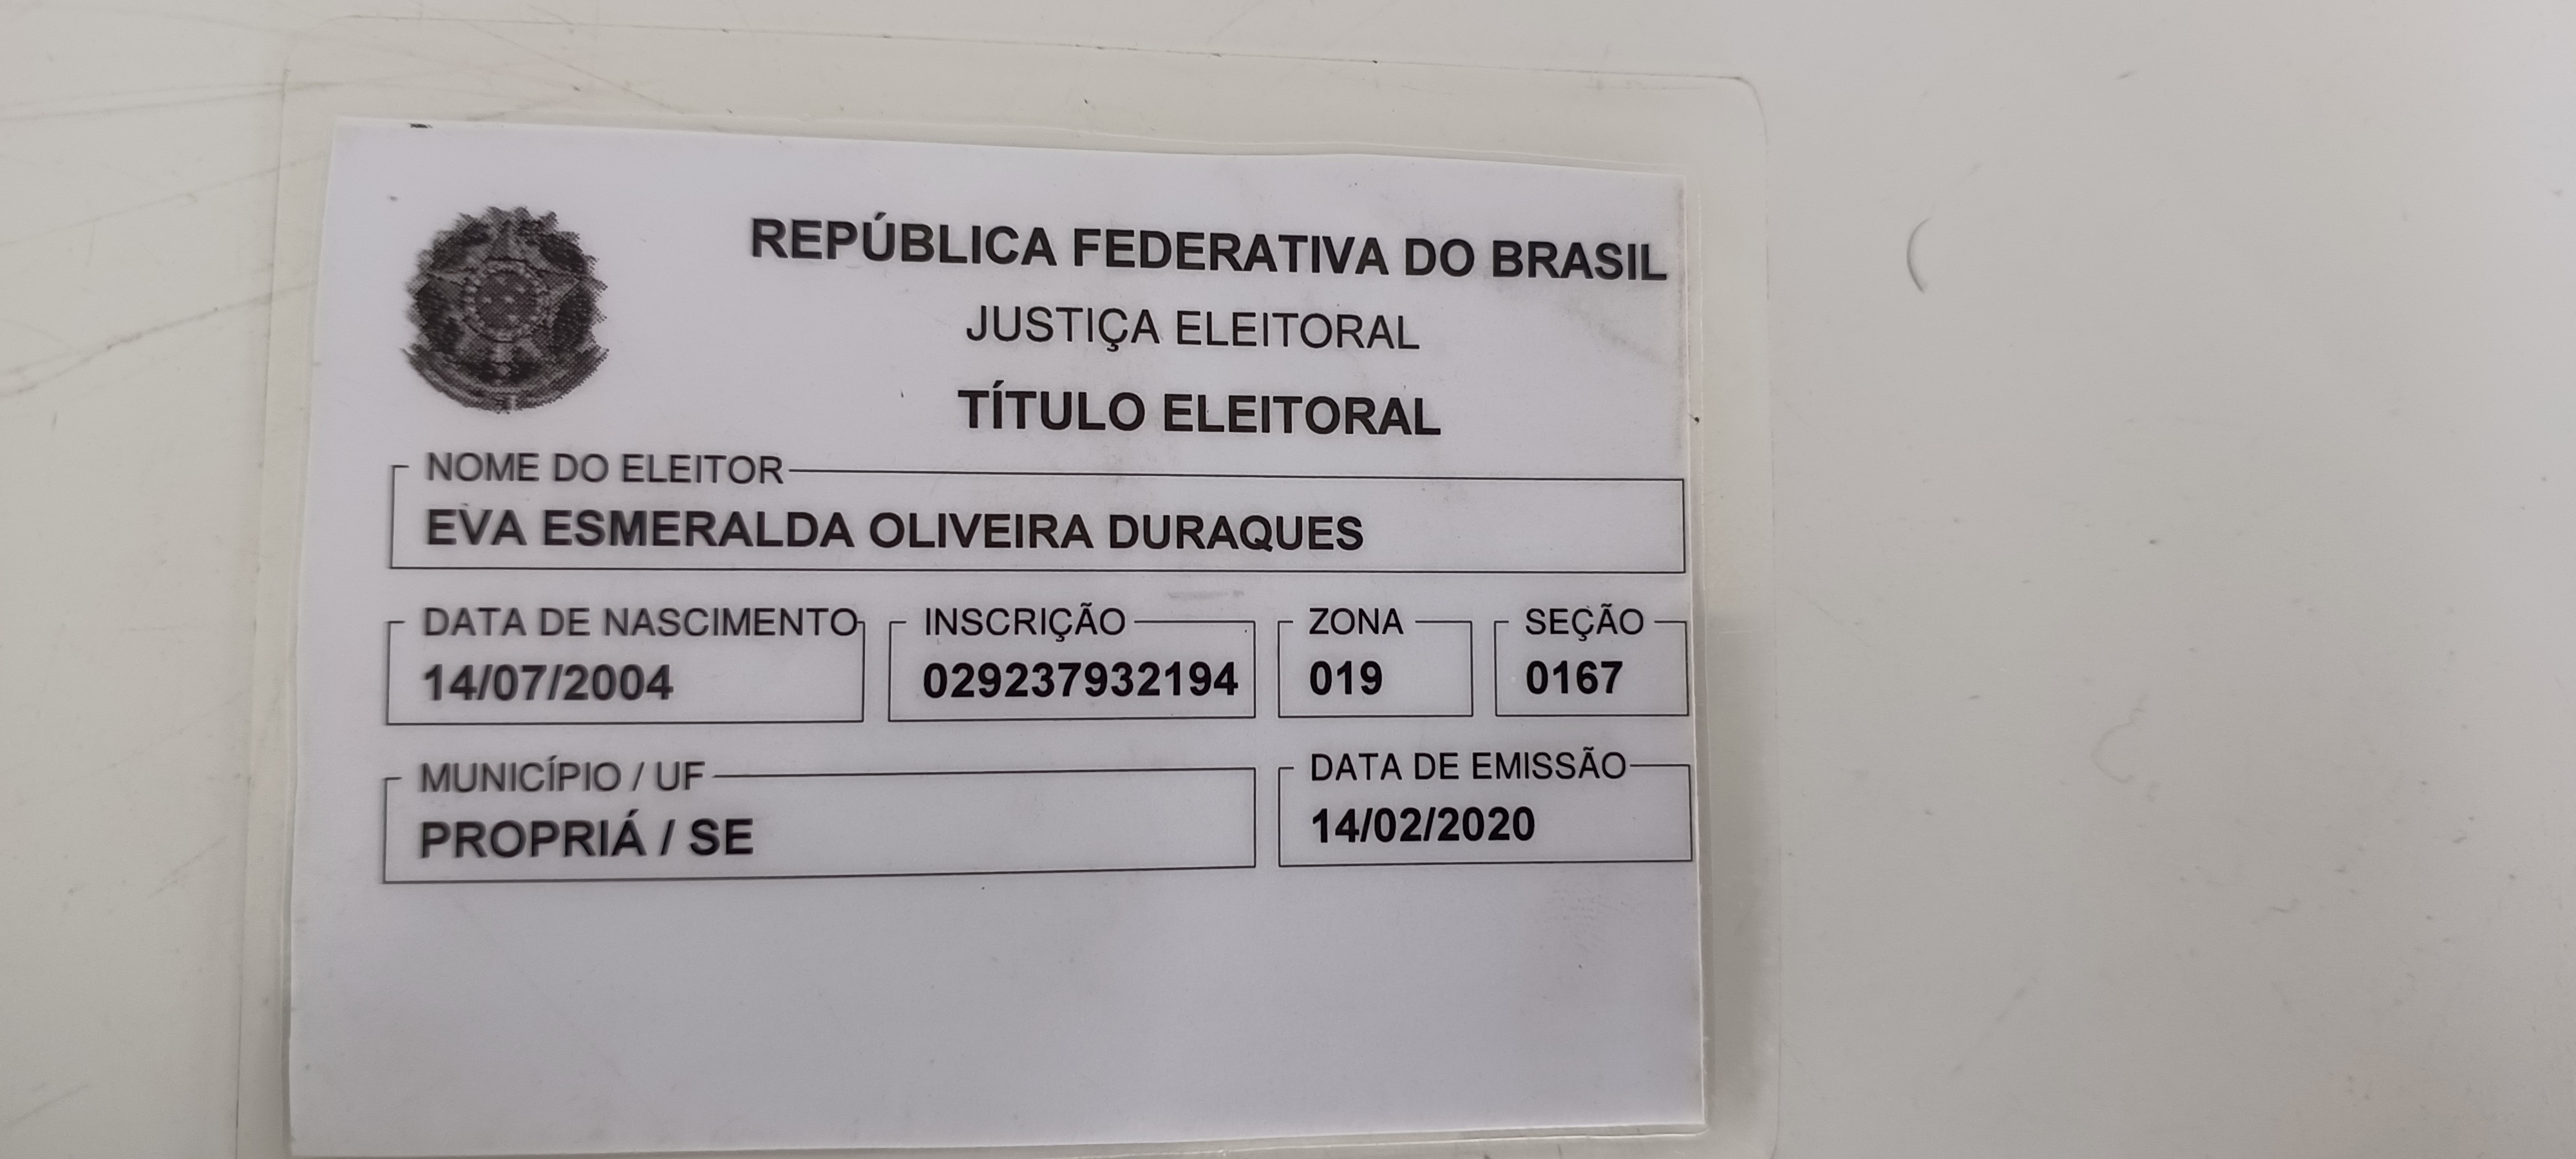 REPÚBLICA FEDERATIVA DO BRASIL
JUSTIÇA ELEITORAL
TÍTULO ELEITORAL
NOME DO ELEITOR
EVA ESMERALDA OLIVEIRA DURAQUES
DATA DE NASCIMENTO INSCRIÇÃO ZONA SEÇÃO
14/07/2004 029237932194 019 0167
MUNICÍPIO / UF DATA DE EMISSÃO
PROPRIÁ / SE 14/02/2020